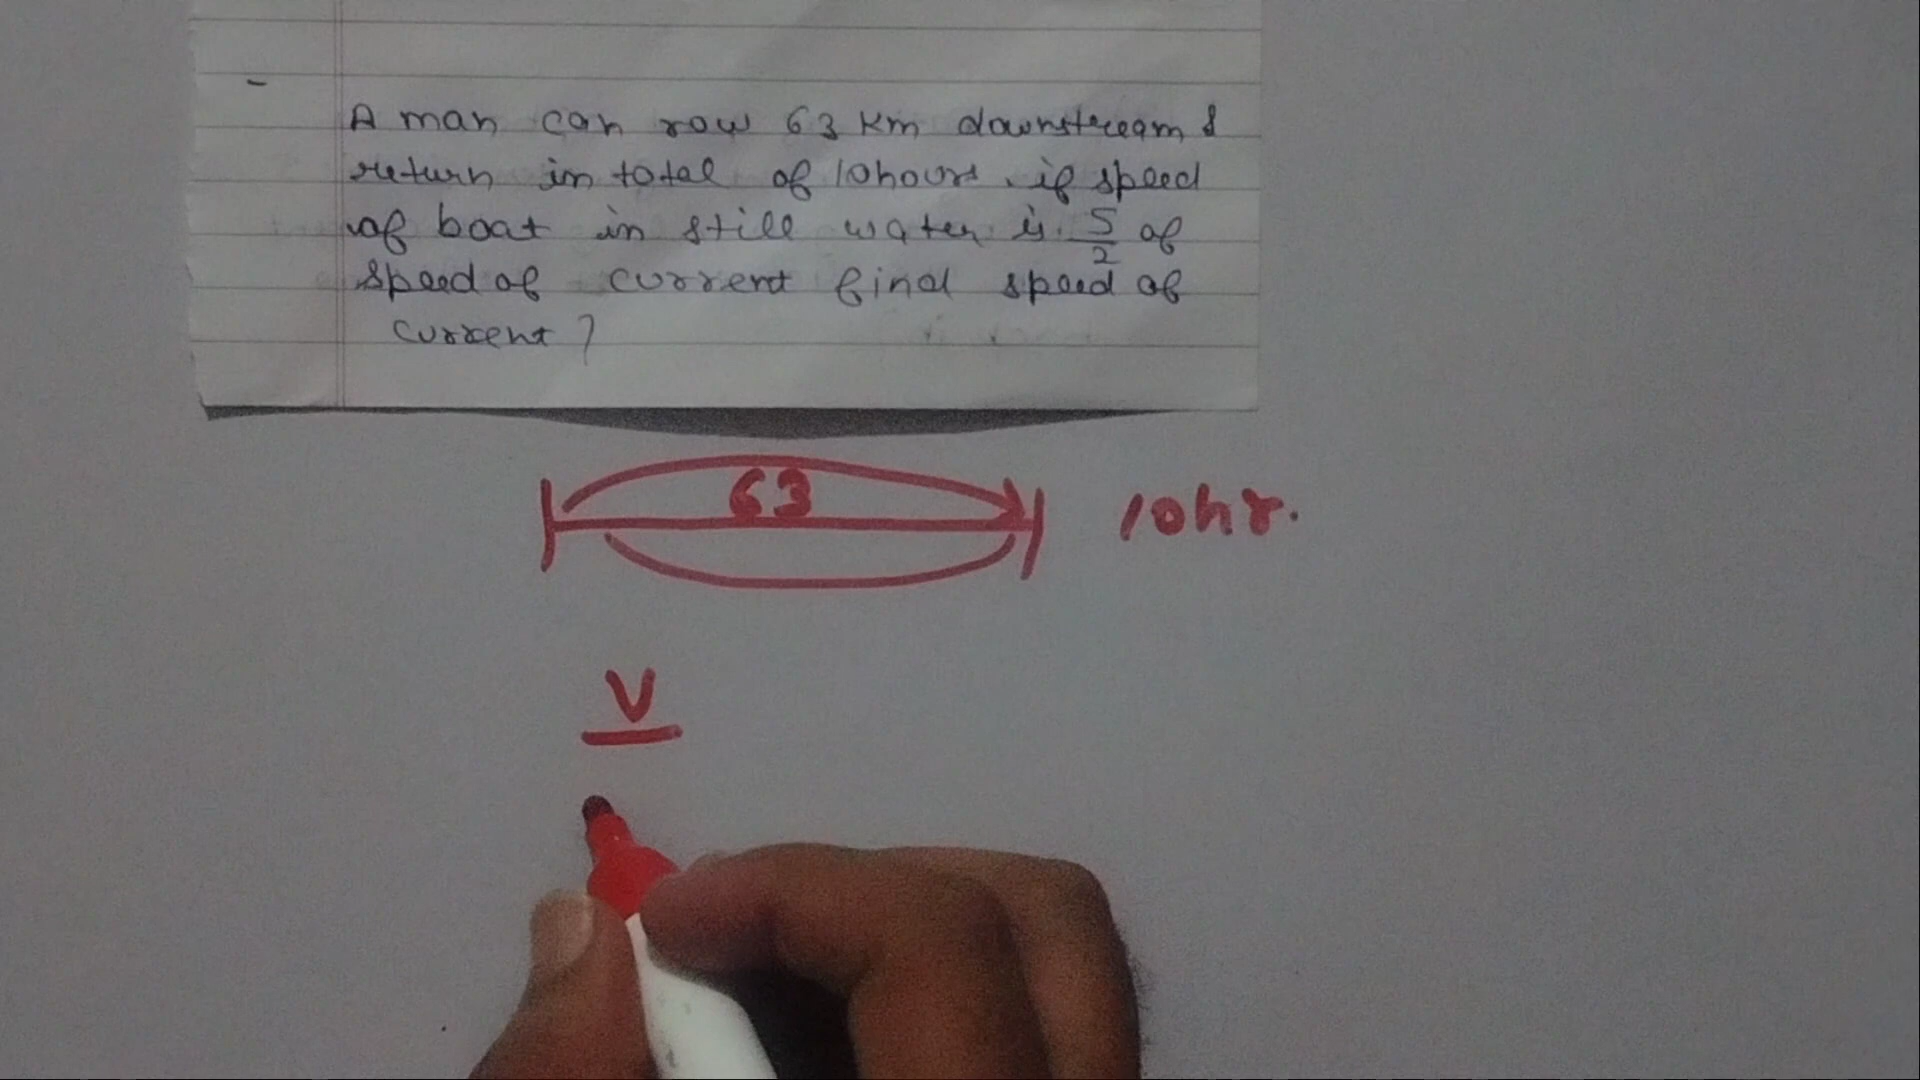 A man can row 63 Km downstream &
return in total of 10hours. if speed
of boat in still water is 5/2 of
speed of current find speed of
current?
63
10hr.
V